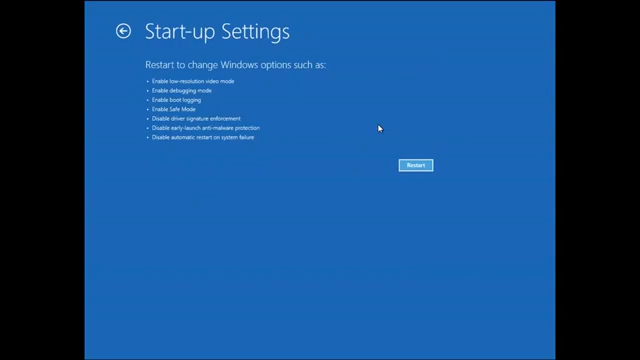 Start-up Settings
Restart to change Windows options such as:
• Enable low-resolution video mode
• Enable debugging mode
• Enable boot logging
• Enable Safe Mode
• Disable driver signature enforcement
• Disable early-launch anti-malware protection
• Disable automatic restart on system failure
Restart